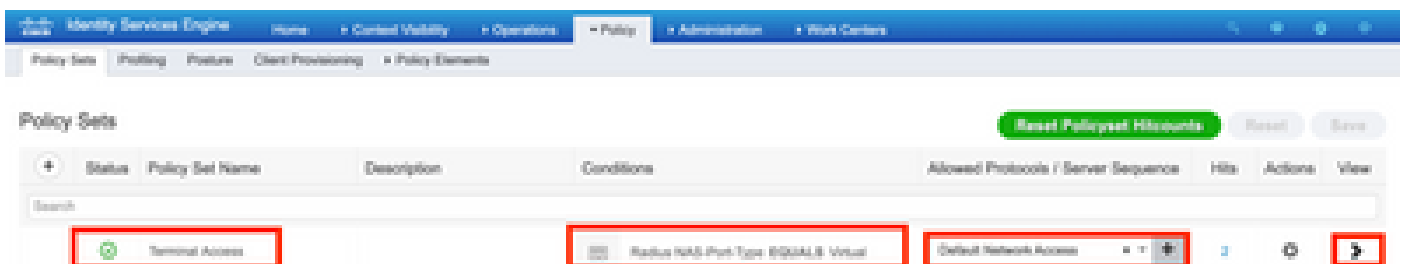 CISCO Identity Services Engine Home Context Visibility Operations Policy Administration Work Centers
Policy Sets Profiling Posture Client Provisioning Policy Elements
Policy Sets
Reset Policyset Hitcounts Reset Save
+ Status Policy Set Name Description Conditions Allowed Protocols / Server Sequence Hits Actions View
Search
Terminal Access Radius·NAS-Port-Type EQUALS Virtual Default Network Access × + 2